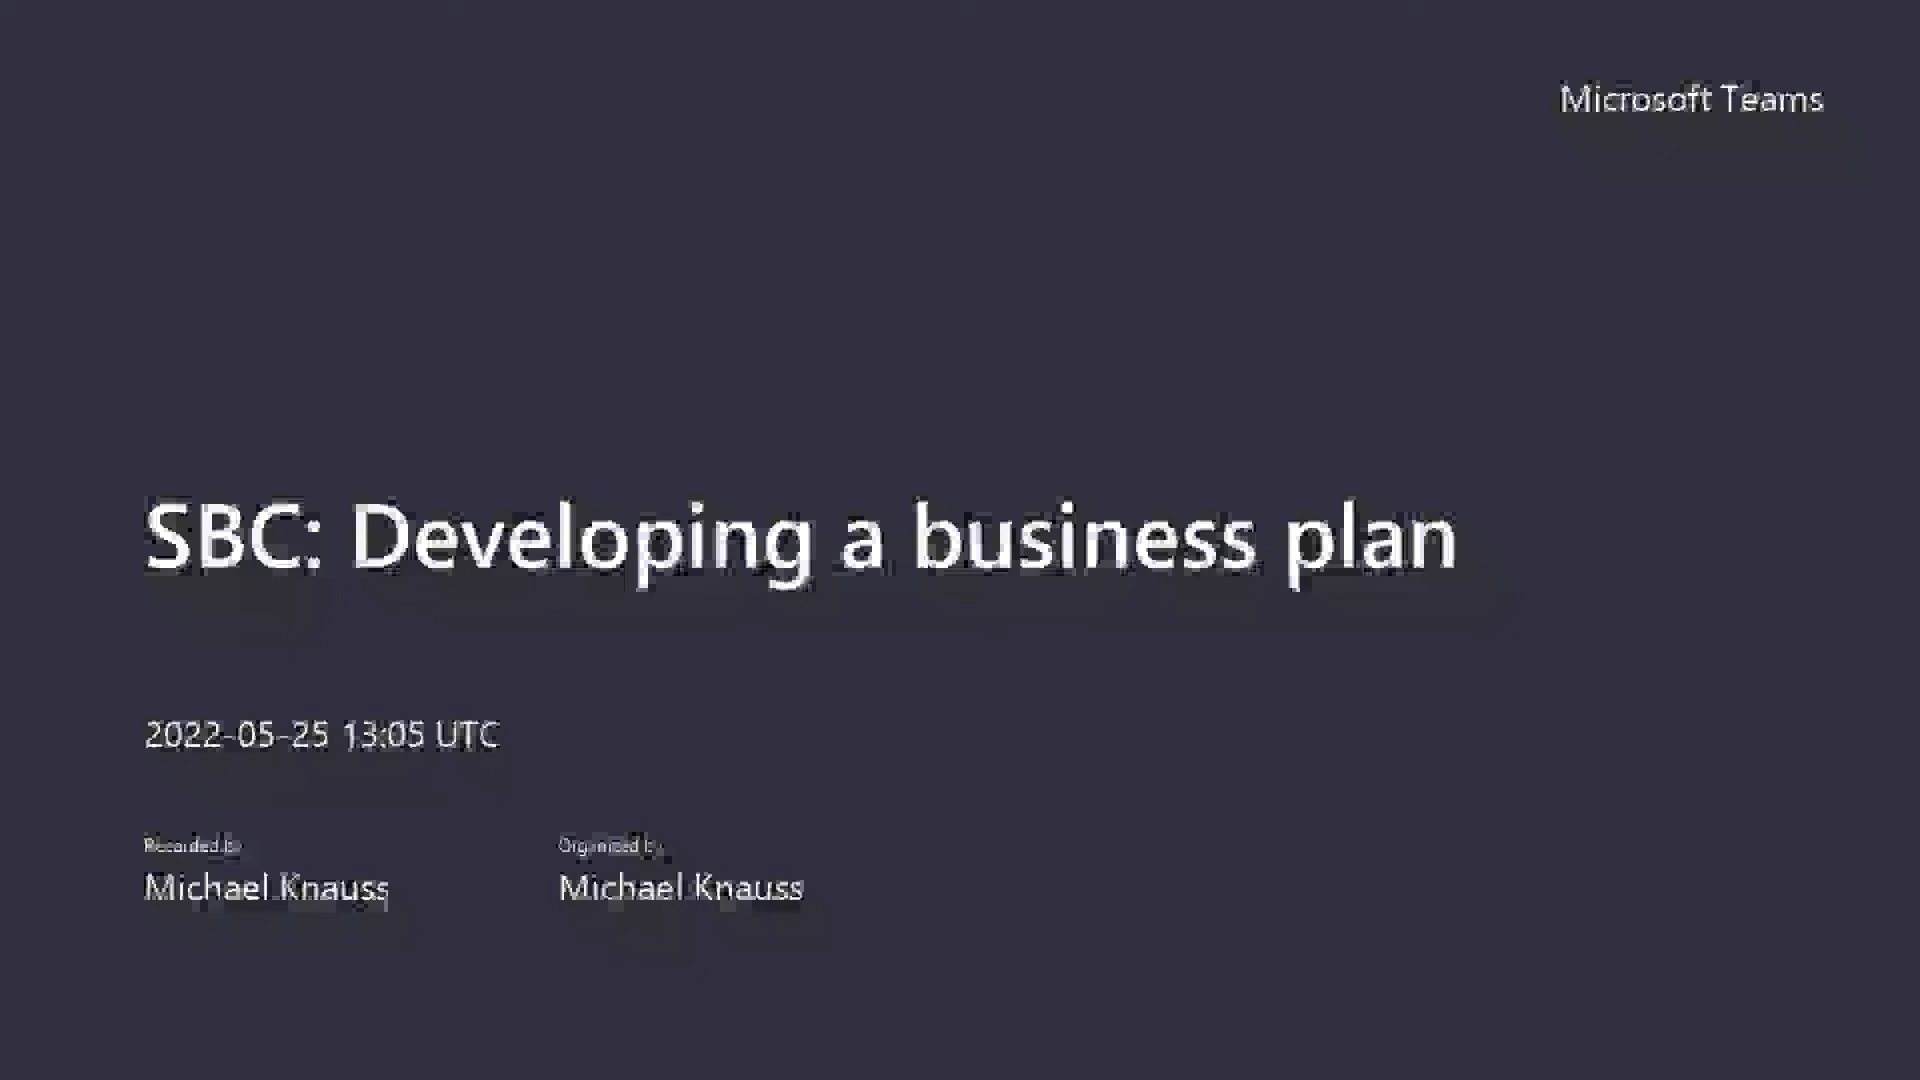 Microsoft Teams
SBC: Developing a business plan
2022-05-25 13:05 UTC
Recorded by
Organized by
Michael Knauss
Michael Knauss